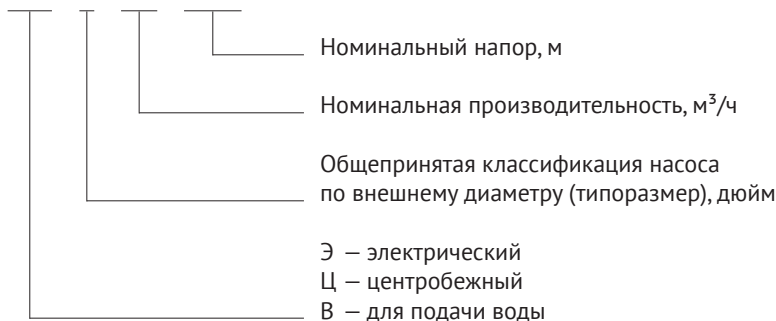 Номинальный напор, м
Номинальная производительность, м³/ч
Общепринятая классификация насоса
по внешнему диаметру (типоразмер), дюйм
Э — электрический
Ц — центробежный
В — для подачи воды